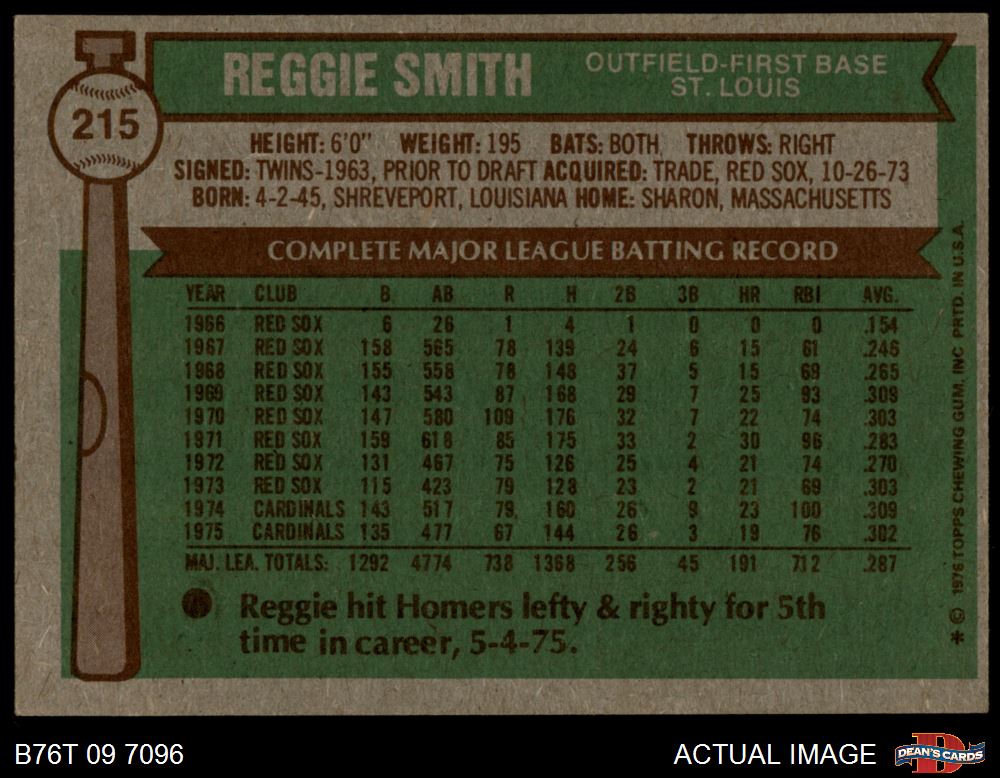 215
REGGIE SMITH
OUTFIELD-FIRST BASE
ST. LOUIS
HEIGHT: 6'0" WEIGHT: 195 BATS: BOTH THROWS: RIGHT
SIGNED: TWINS-1963, PRIOR TO DRAFT ACQUIRED: TRADE, RED SOX, 10-26-73
BORN: 4-2-45, SHREVEPORT, LOUISIANA HOME: SHARON, MASSACHUSETTS
COMPLETE MAJOR LEAGUE BATTING RECORD
YEAR CLUB B. AB R H 2B 3B HR RBI AVG.
1966 RED SOX 6 26 1 4 1 0 0 0 .154
1967 RED SOX 158 565 78 139 24 6 15 61 .246
1968 RED SOX 155 558 78 148 37 5 15 69 .265
1969 RED SOX 143 543 87 168 29 7 25 93 .309
1970 RED SOX 147 580 109 176 32 7 22 74 .303
1971 RED SOX 159 618 85 175 33 2 30 96 .283
1972 RED SOX 131 467 75 126 25 4 21 74 .270
1973 RED SOX 115 423 79 128 23 2 21 69 .303
1974 CARDINALS 143 517 79 160 26 9 23 100 .309
1975 CARDINALS 135 477 67 144 26 3 19 76 .302
MAJ. LEA. TOTALS: 1292 4774 738 1368 256 45 191 712 .287
Reggie hit Homers lefty & righty for 5th
time in career, 5-4-75.
* © 1976 TOPPS CHEWING GUM, INC PRTD. IN U.S.A.
B76T 09 7096
ACTUAL IMAGE
DEAN'S CARDS